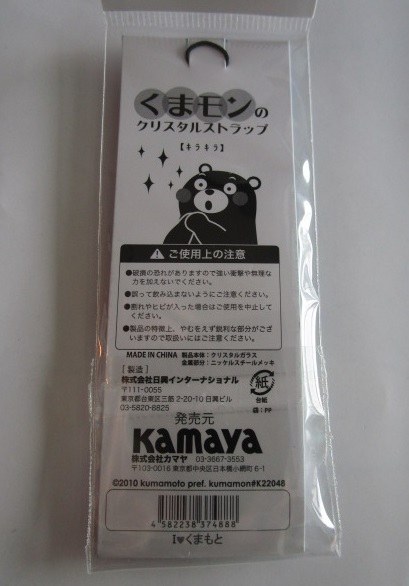 くまモンの
クリスタルストラップ
【キラキラ】
ご使用上の注意
●破損の恐れがありますので強い衝撃や無理な
力を加えないでください。
●誤って飲み込まないようにご注意ください。
●割れやヒビが入った場合はご使用を中止して
ください。
●製品の特徴上、やむをえず鋭利な部分がござ
いますので取扱いにはご注意ください
MADE IN CHINA 製品本体：クリスタルガラス
金属部分：ニッケルスチールメッキ
[製造]
株式会社日興インターナショナル
〒111-0055
東京都台東区三筋 2-20-10 日興ビル
03-5820-8825
紙
台紙
袋：PP
発売元
Kamaya
株式会社カマヤ 03-3667-3553
〒103-0016 東京都中央区日本橋小網町 6-1
©2010 kumamoto pref. kumamon#K22048
4 582238 374888
I♥くまもと